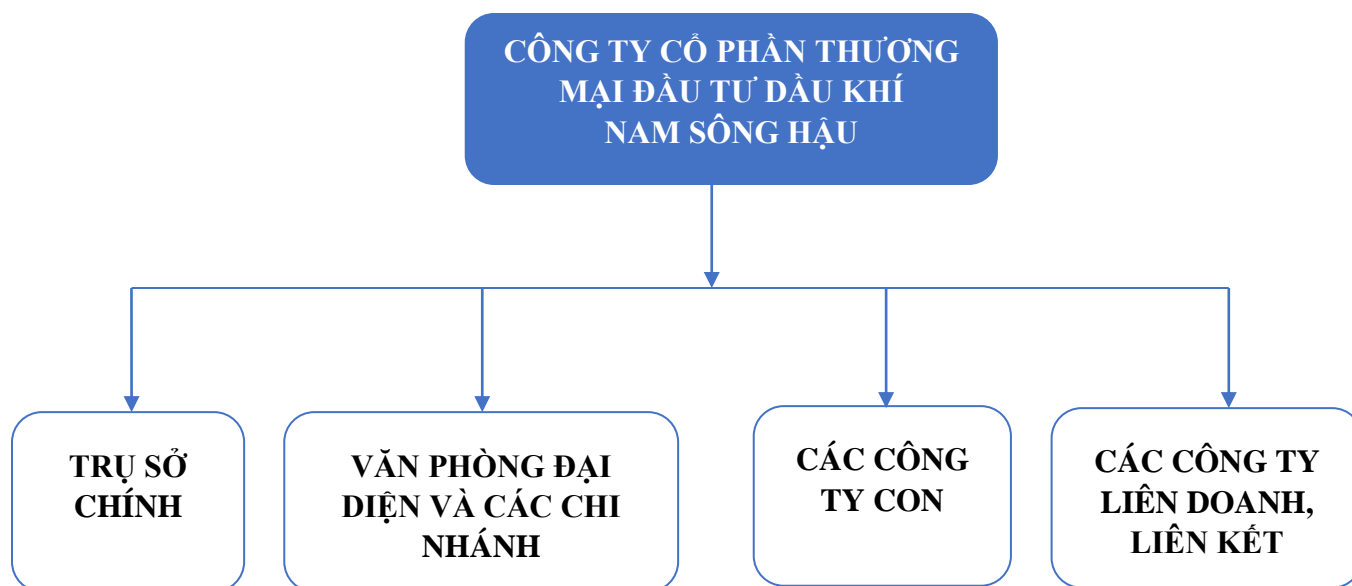 CÔNG TY CỔ PHẦN THƯƠNG
MẠI ĐẦU TƯ DẦU KHÍ
NAM SÔNG HẬU
TRỤ SỞ
CHÍNH
VĂN PHÒNG ĐẠI
DIỆN VÀ CÁC CHI
NHÁNH
CÁC CÔNG
TY CON
CÁC CÔNG TY
LIÊN DOANH,
LIÊN KẾT